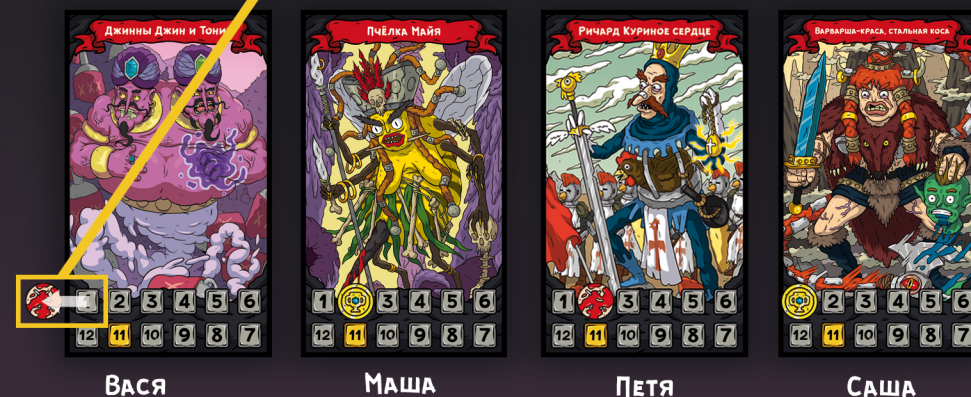 Джинны Джин и Тони
1 2 3 4 5 6
12 11 10 9 8 7
Вася
Пчёлка Майя
1 3 4 5 6
12 11 10 9 8 7
Маша
Ричард Куриное сердце
1 3 4 5 6
12 11 10 9 8 7
Петя
Варварша-краса, стальная коса
2 3 4 5 6
12 11 10 9 8 7
Саша